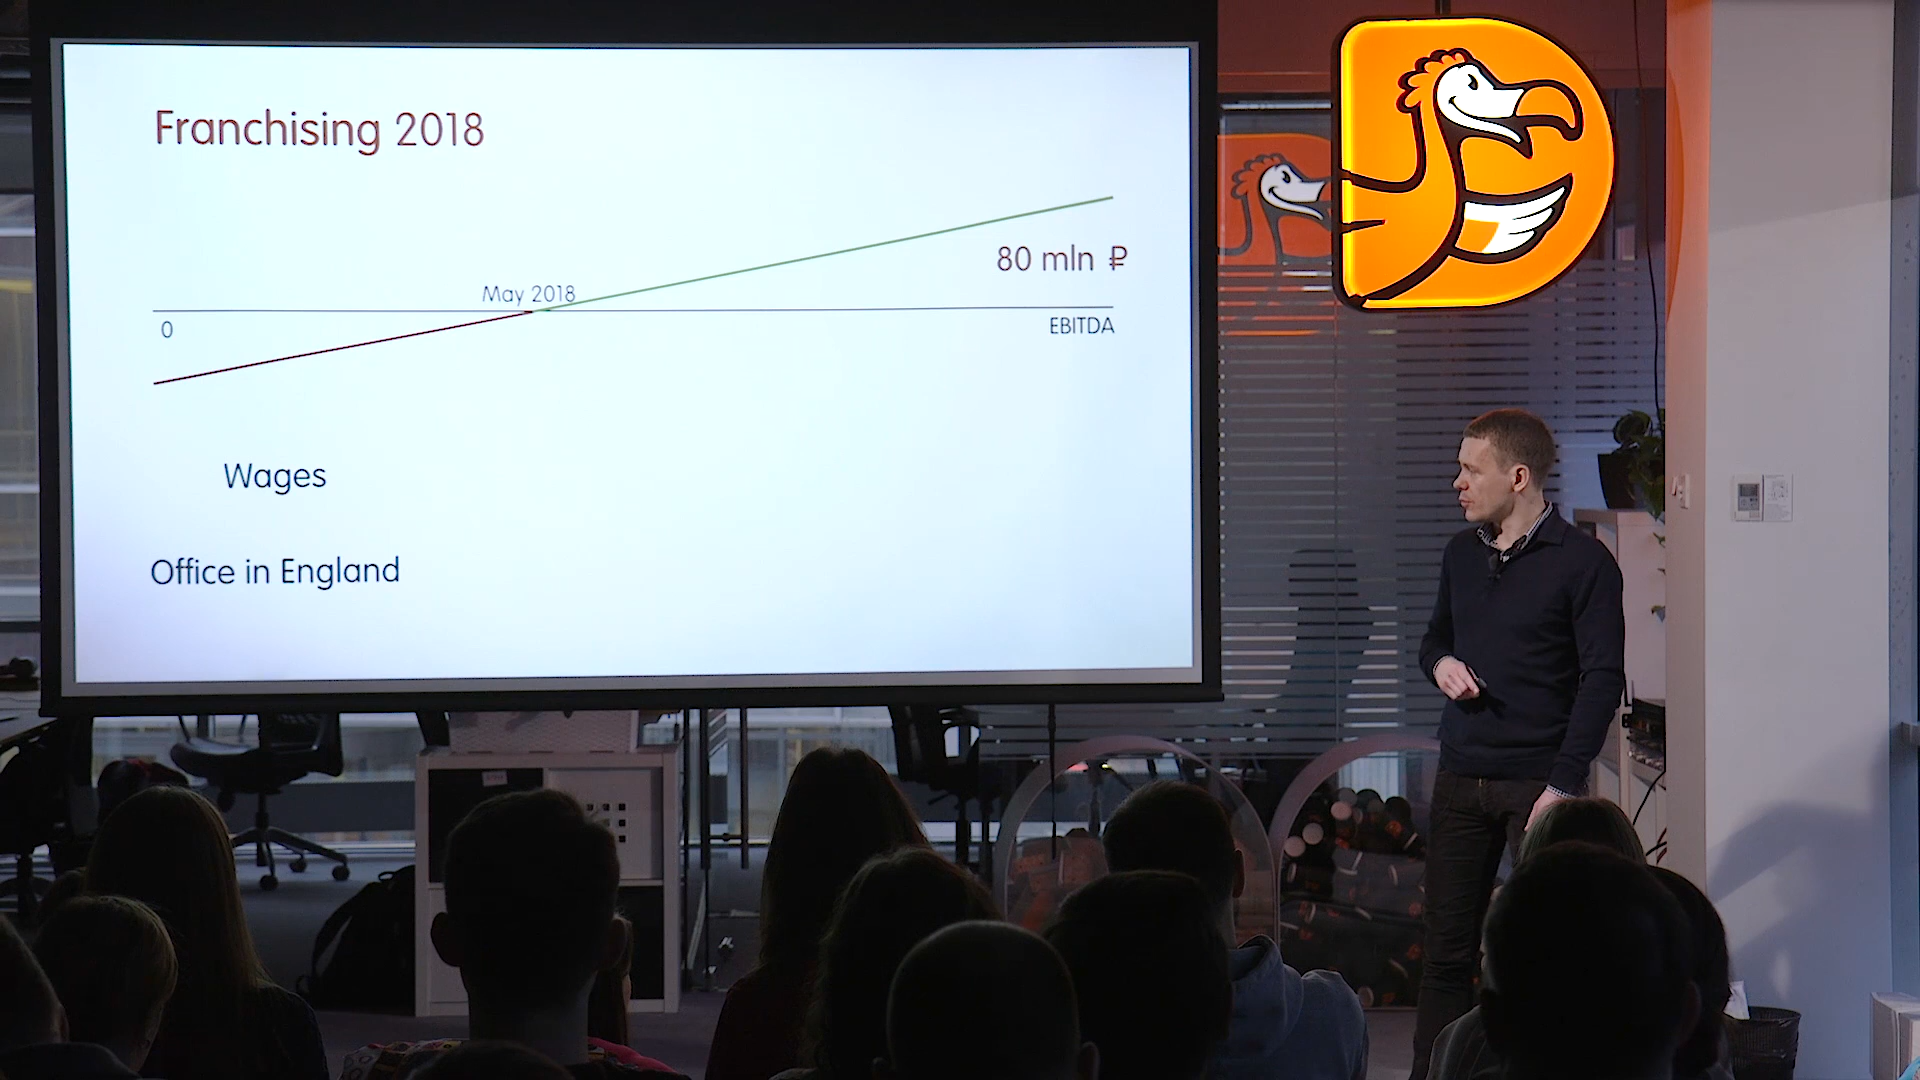 Franchising 2018
80 mln ₽
May 2018
0
EBITDA
Wages
Office in England